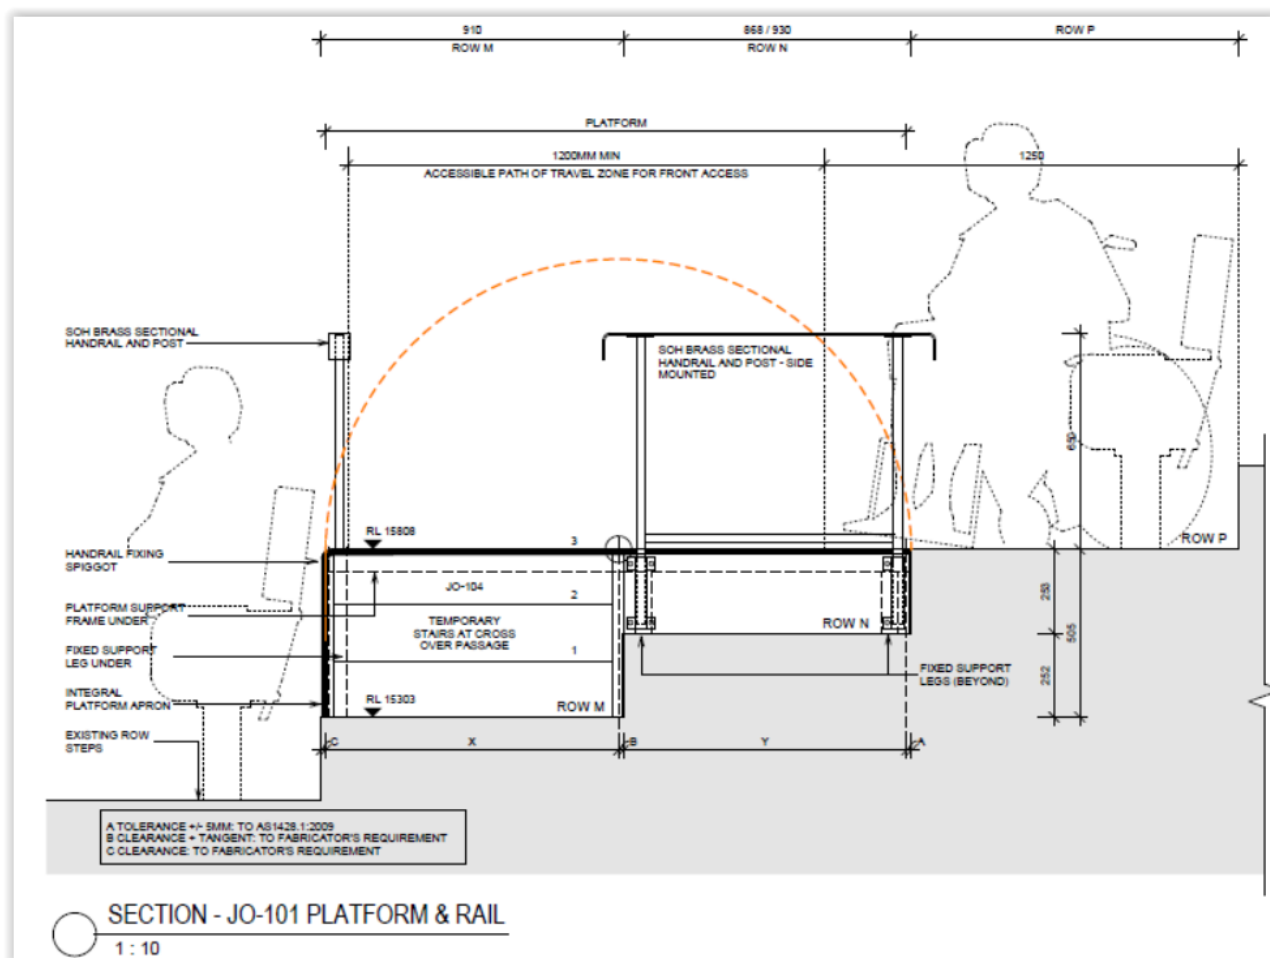 910
868 / 930
ROW M
ROW N
ROW P
PLATFORM
1200MM MIN
1250
ACCESSIBLE PATH OF TRAVEL ZONE FOR FRONT ACCESS
SOH BRASS SECTIONAL
HANDRAIL AND POST
SOH BRASS SECTIONAL
HANDRAIL AND POST - SIDE
MOUNTED
650
RL 15808
3
ROW P
HANDRAIL FIXING
SPIGGOT
JO-104
2
253
PLATFORM SUPPORT
FRAME UNDER
TEMPORARY
STAIRS AT CROSS
OVER PASSAGE
ROW N
505
FIXED SUPPORT
LEG UNDER
1
FIXED SUPPORT
LEGS (BEYOND)
252
INTEGRAL
PLATFORM APRON
RL 15303
ROW M
EXISTING ROW
STEPS
C
X
B
Y
A
A TOLERANCE +/- 5MM: TO AS1428.1:2009
B CLEARANCE + TANGENT: TO FABRICATOR'S REQUIREMENT
C CLEARANCE: TO FABRICATOR'S REQUIREMENT
SECTION - JO-101 PLATFORM & RAIL
1 : 10